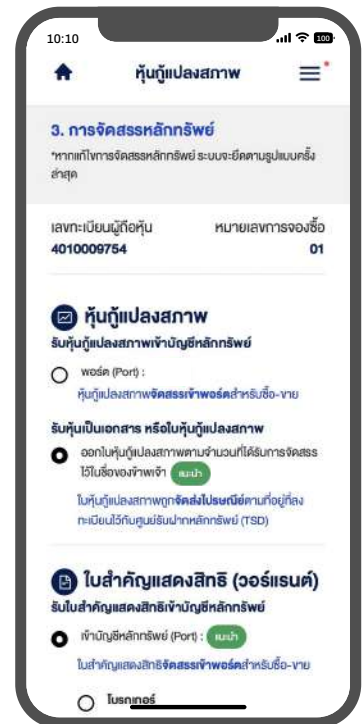 10:10
100
หุ้นกู้แปลงสภาพ
3. การจัดสรรหลักทรัพย์
*หากแก้ไขการจัดสรรหลักทรัพย์ ระบบจะยึดตามรูปแบบครั้ง
ล่าสุด
เลขทะเบียนผู้ถือหุ้น หมายเลขการจองซื้อ
4010009754 01
หุ้นกู้แปลงสภาพ
รับหุ้นกู้แปลงสภาพเข้าบัญชีหลักทรัพย์
พอร์ต (Port) :
หุ้นกู้แปลงสภาพจัดสรรเข้าพอร์ตสำหรับซื้อ-ขาย
รับหุ้นเป็นเอกสาร หรือใบหุ้นกู้แปลงสภาพ
ออกใบหุ้นกู้แปลงสภาพตามจำนวนที่ได้รับการจัดสรร
ไว้ในชื่อของข้าพเจ้า แนะนำ
ใบหุ้นกู้แปลงสภาพถูกจัดส่งไปรษณีย์ตามที่อยู่ที่ลง
ทะเบียนไว้กับศูนย์รับฝากหลักทรัพย์ (TSD)
ใบสำคัญแสดงสิทธิ (วอร์แรนต์)
รับใบสำคัญแสดงสิทธิเข้าบัญชีหลักทรัพย์
เข้าบัญชีหลักทรัพย์ (Port) : แนะนำ
ใบสำคัญแสดงสิทธิจัดสรรเข้าพอร์ตสำหรับซื้อ-ขาย
โบรกเกอร์